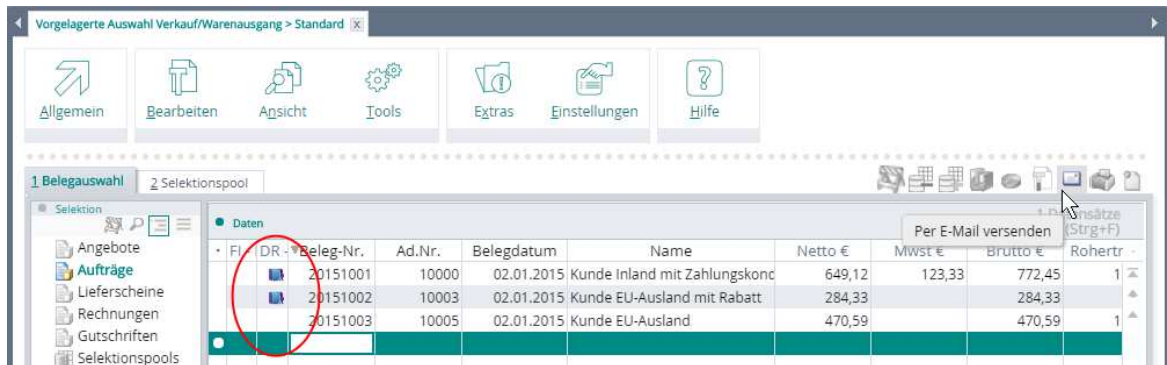 Vorgelagerte Auswahl Verkauf/Warenausgang > Standard x
Allgemein Bearbeiten Ansicht Tools Extras Einstellungen Hilfe
1 Belegauswahl 2 Selektionspool
Per E-Mail versenden
Selektion
Daten
(Strg+F)
Angebote
Aufträge
Lieferscheine
Rechnungen
Gutschriften
Selektionspools
FI DR Beleg-Nr. Ad.Nr. Belegdatum Name Netto € Mwst € Brutto € Rohertr
20151001 10000 02.01.2015 Kunde Inland mit Zahlungskond 649,12 123,33 772,45 1
20151002 10003 02.01.2015 Kunde EU-Ausland mit Rabatt 284,33 284,33
20151003 10005 02.01.2015 Kunde EU-Ausland 470,59 470,59 1